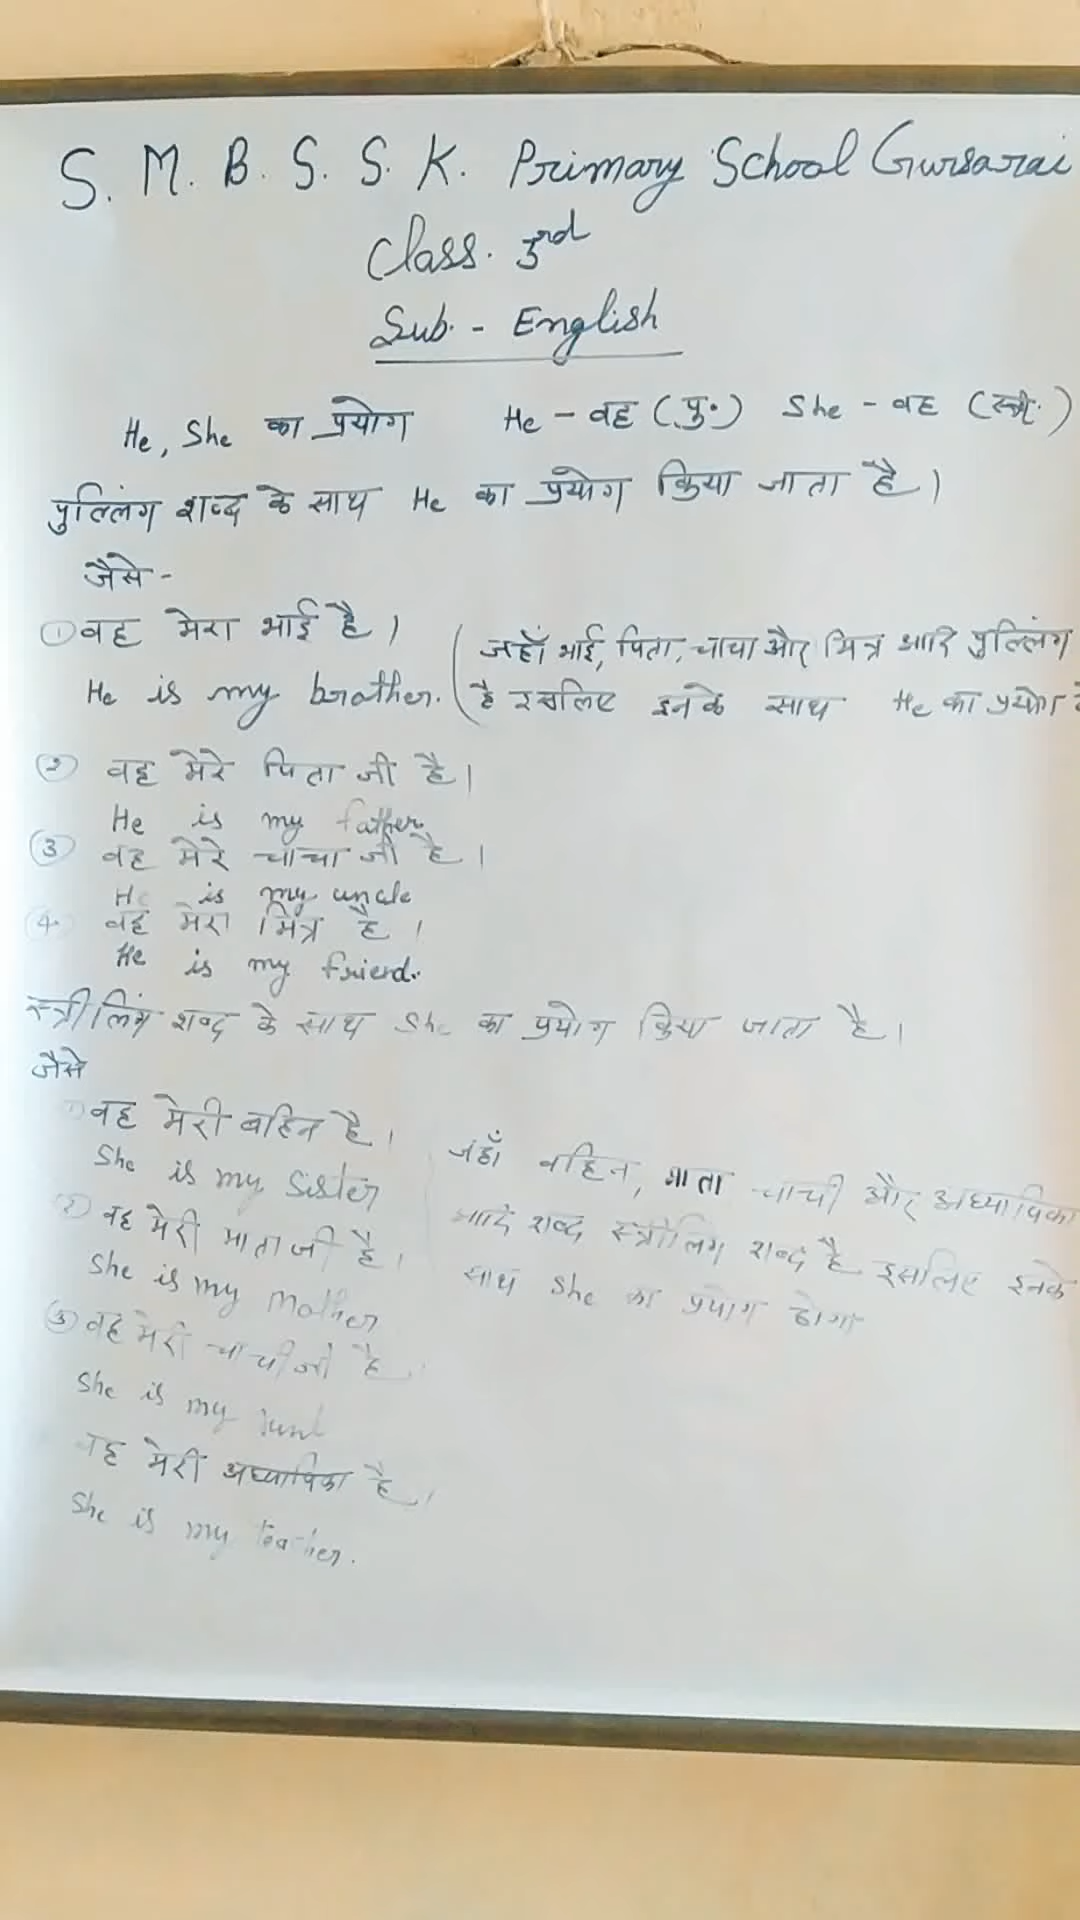 S. M. B. S. S. K. Primary School Gursarai
Class. 3rd
Sub. - English
He, She का प्रयोग He - वह (पु.) She - वह (स्त्री.)
पुल्लिंग शब्द के साथ He का प्रयोग किया जाता है।
जैसे -
① वह मेरा भाई है।
He is my brother.
(जहाँ भाई, पिता, चाचा और मित्र आदि पुल्लिंग
है इसलिए इनके साथ He का प्रयोग
② वह मेरे पिता जी है।
He is my father
③ वह मेरे चाचा जी है।
He is my uncle
4. वह मेरा मित्र है।
He is my friend.
स्त्रीलिंग शब्द के साथ She का प्रयोग किया जाता है।
जैसे
वह मेरी बहिन है।
She is my Sister
जहाँ बहिन, माता चाची और अध्यापिका
आदि शब्द स्त्रीलिंग शब्द है इसलिए इनके
साथ She का प्रयोग होगा
② वह मेरी माता जी है।
She is my Mother
③ वह मेरी चाची जी है।
She is my
वह मेरी अध्यापिका है।
She is my teacher.